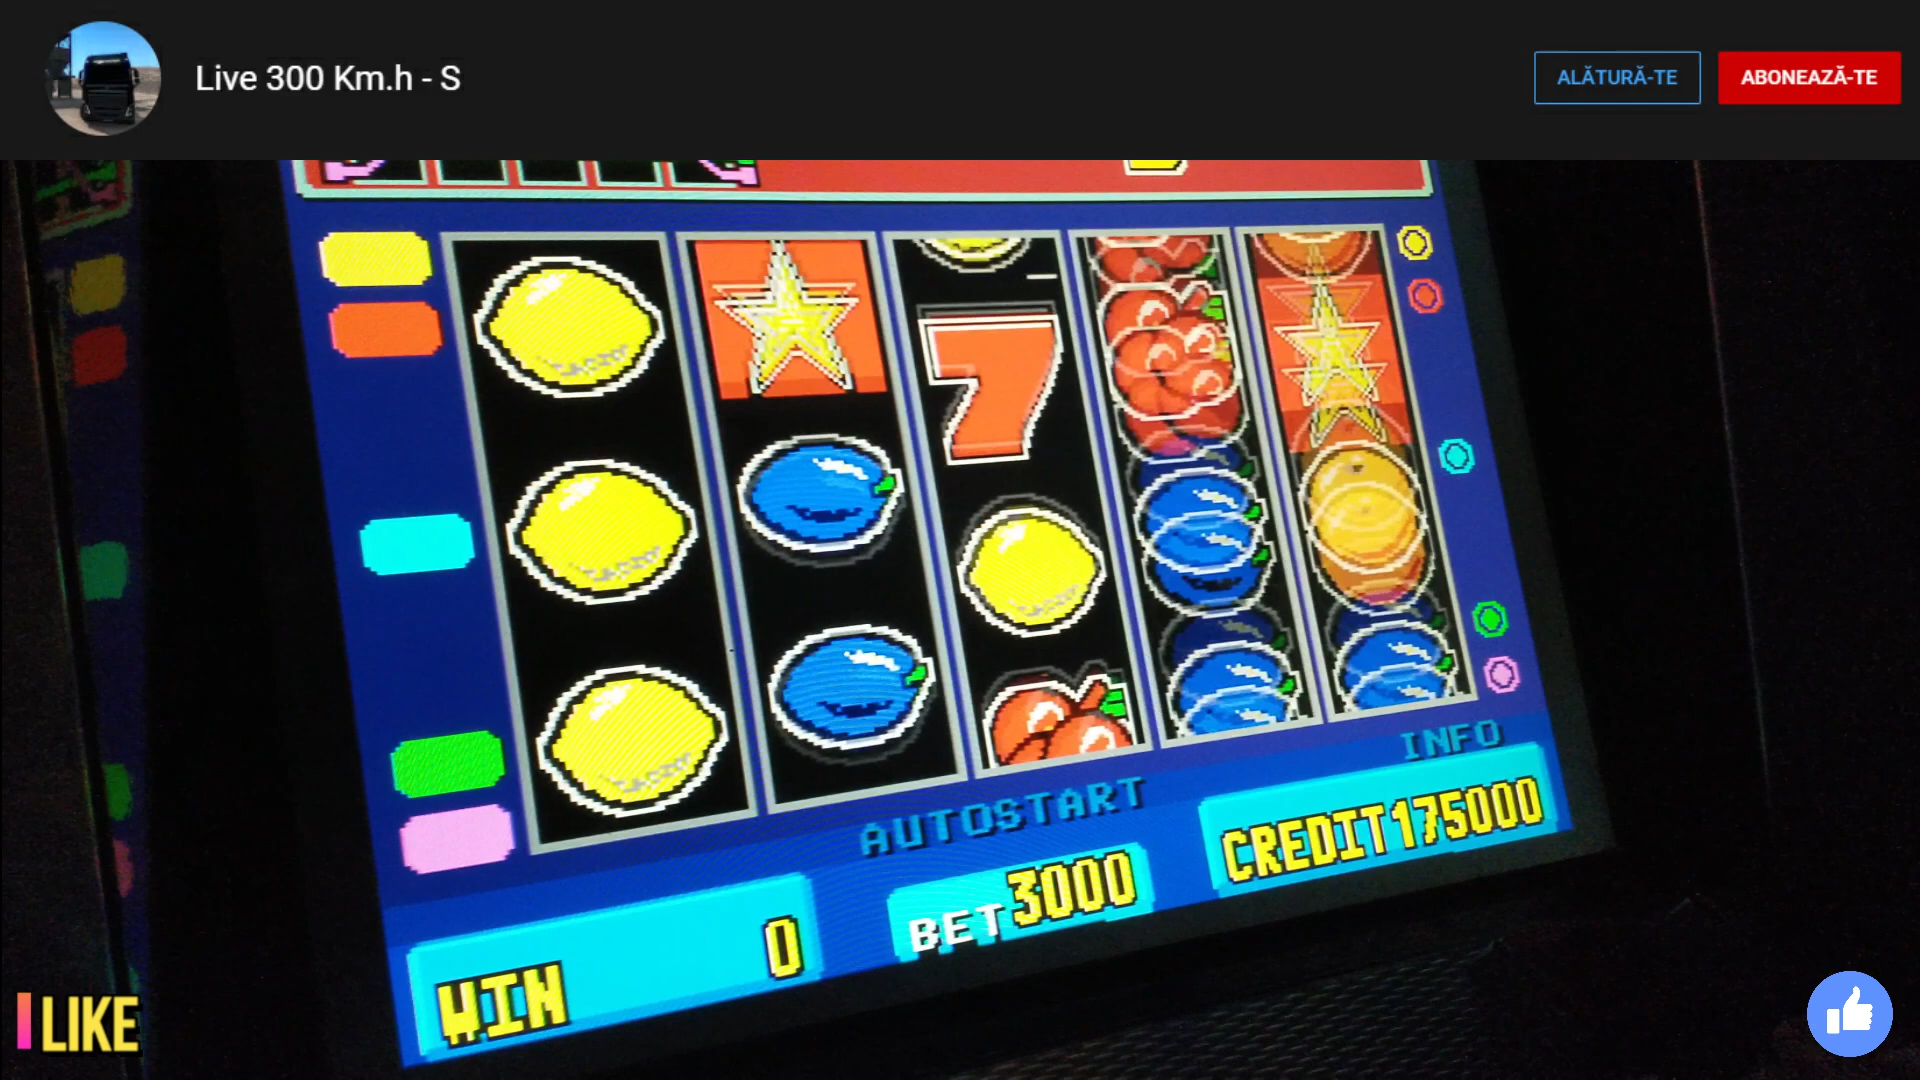 Live 300 Km.h - S
ALĂTURĂ-TE
ABONEAZĂ-TE
INFO
AUTOSTART
CREDIT175000
BET3000
WIN 0
LIKE